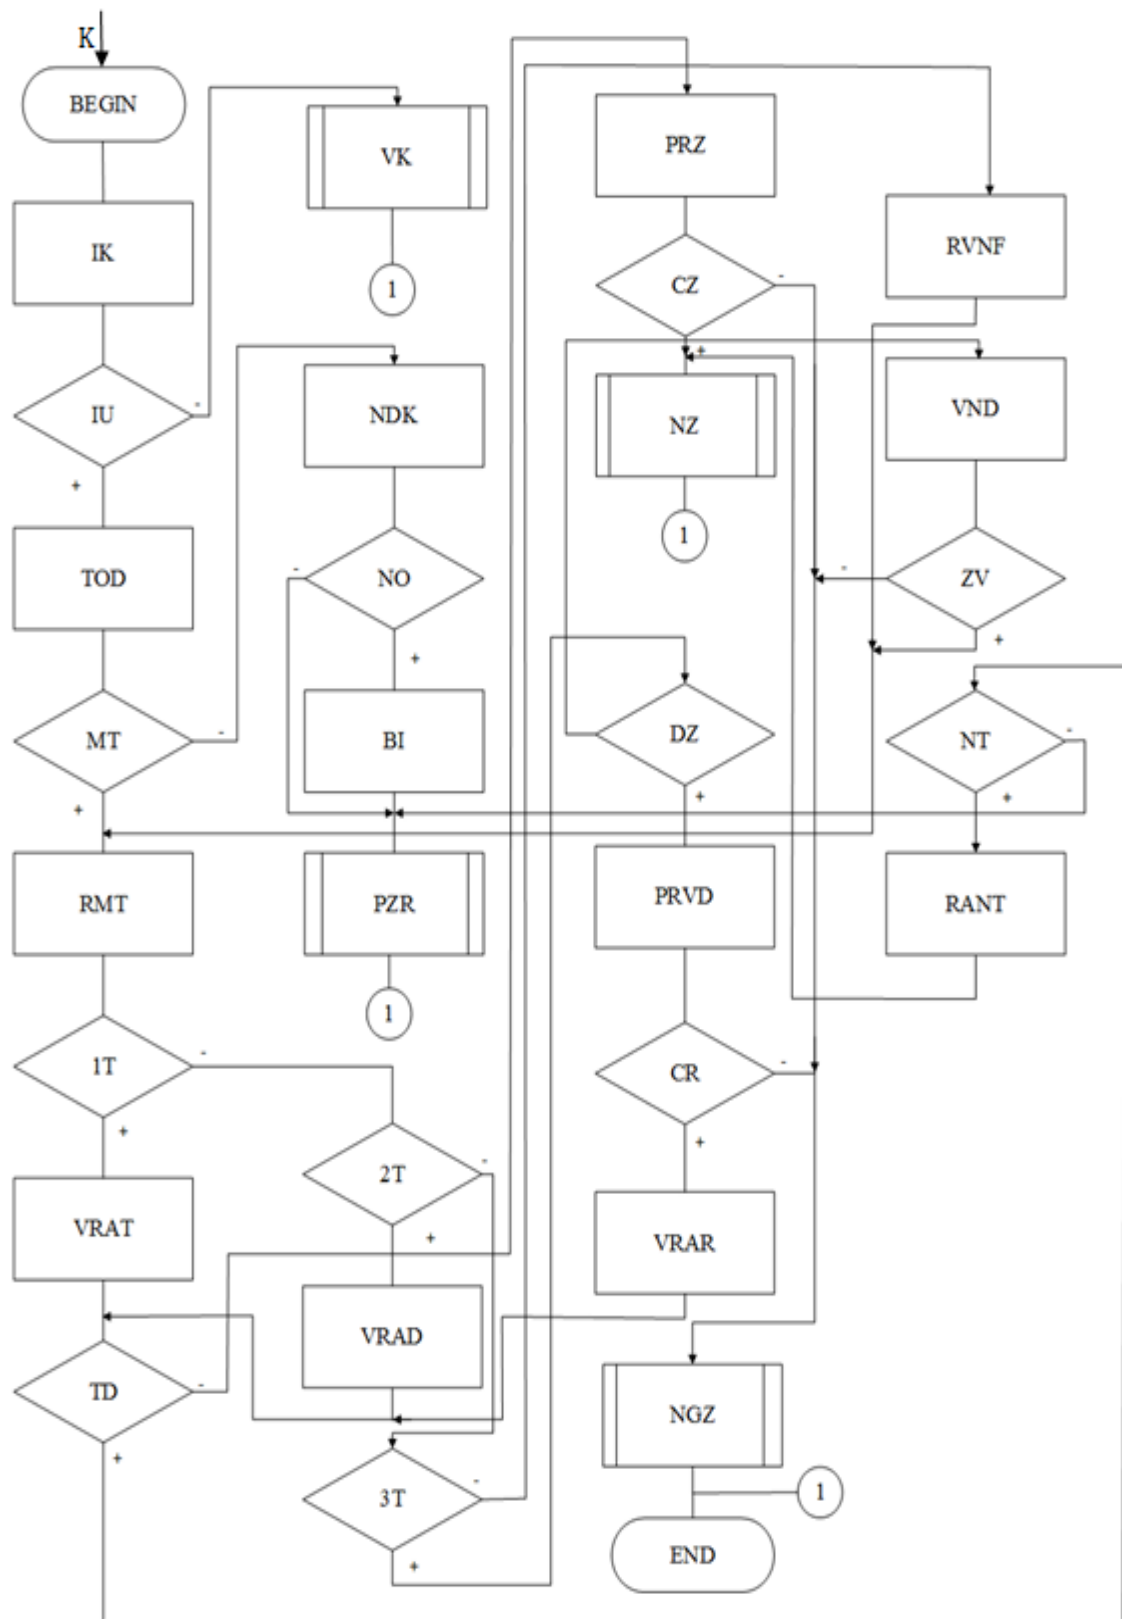 K
BEGIN
IK
IU
-
+
TOD
MT
-
+
RMT
1T
-
+
VRAT
TD
-
+
VK
1
NDK
NO
-
+
BI
PZR
1
2T
-
+
VRAD
3T
-
+
PRZ
CZ
-
+
NZ
1
DZ
+
PRVD
CR
-
+
VRAR
NGZ
1
END
RVNF
VND
ZV
-
+
NT
-
+
RANT